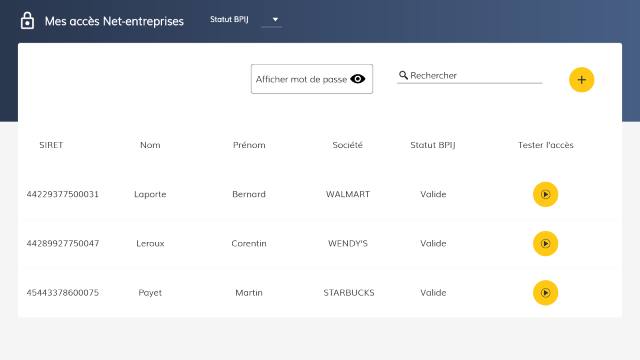 Mes accès Net-entreprises Statut BPIJ
Afficher mot de passe Rechercher
SIRET Nom Prénom Société Statut BPIJ Tester l'accès
44229377500031 Laporte Bernard WALMART Valide
44289927750047 Leroux Corentin WENDY'S Valide
45443378600075 Payet Martin STARBUCKS Valide